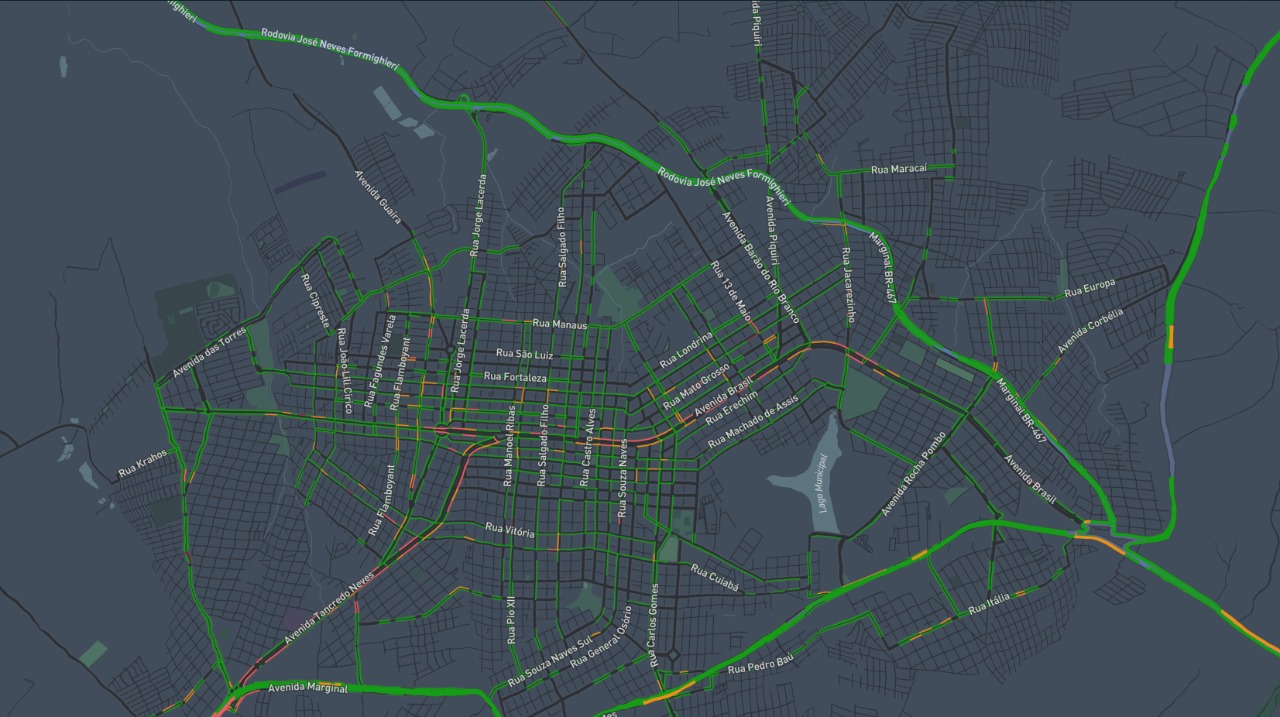 mighieri
Rodovia José Neves Formighieri
da Piquiri
Avenida Guaira
Rua Jorge Lacerda
Rua Salgado Filho
Rodovia José Neves Formighieri
Rua Maracaí
Avenida Barão do Rio Branco
Avenida Piquiri
Rua 13 de Maio
Rua Jacarezinho
Marginal BR-467
Rua Europa
Avenida Corbélia
Rua Cipreste
Avenida das Torres
Rua João Lili Cirico
Rua Fagundes Varela
Rua Flamboyant
Rua Jorge Lacerda
Rua Manaus
Rua São Luiz
Rua Fortaleza
Rua Londrina
Rua Mato Grosso
Avenida Brasil
Rua Erechim
Rua Machado de Assis
Marginal BR-467
Rua Manoel Ribas
Rua Salgado Filho
Rua Castro Alves
Rua Souza Naves
Rua Krahos
Rua Flamboyant
Lago Municipal
Avenida Rocha Pombo
Avenida Brasil
Rua Vitória
Rua Cuiabá
Avenida Tancredo Neves
Rua Pio XII
Rua Souza Naves Sul
Rua General Osório
Rua Carlos Gomes
Rua Itália
Rua Pedro Baú
Avenida Marginal